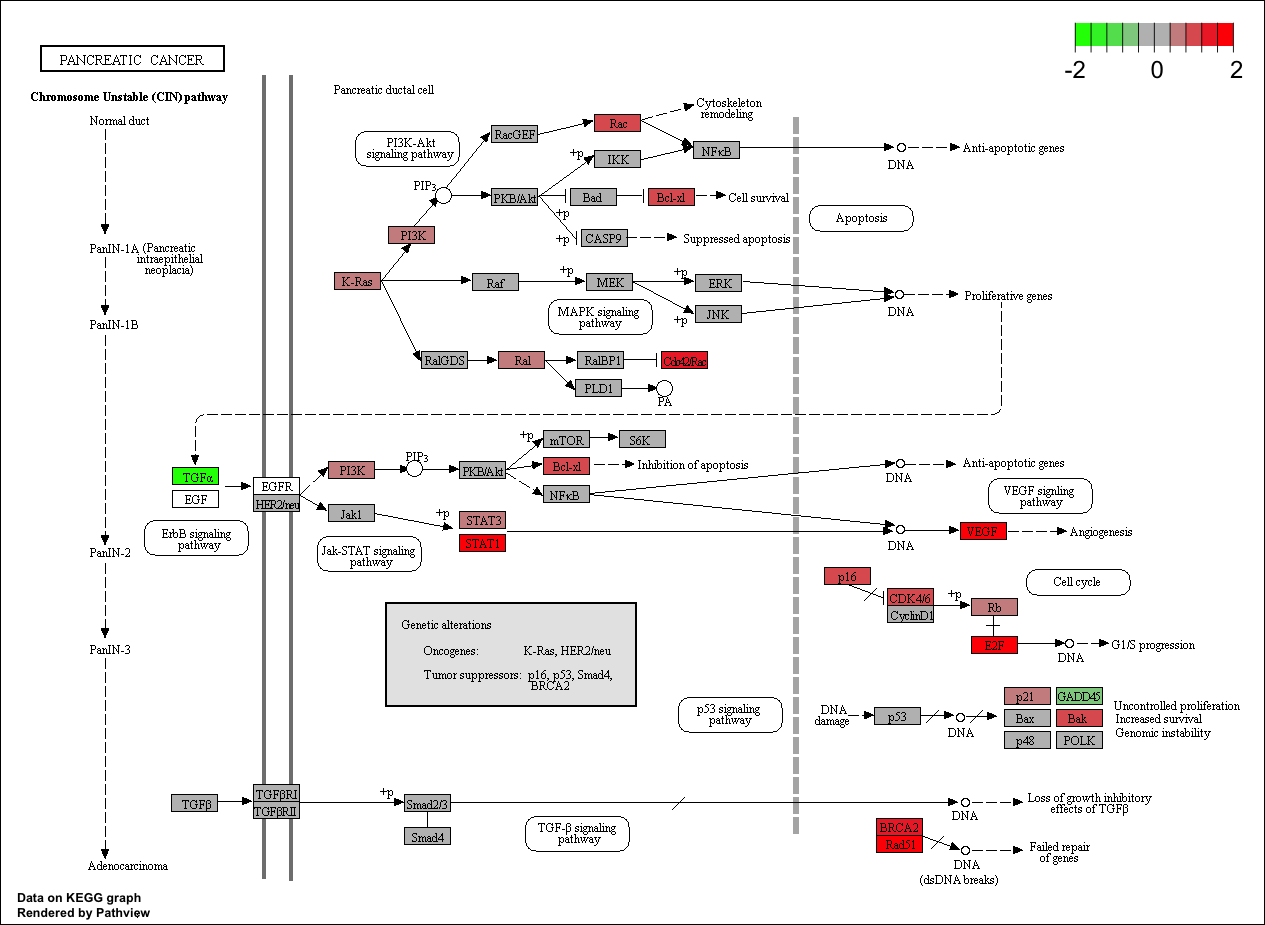 PANCREATIC CANCER
-2 0 2
Chromosome Unstable (CIN) pathway
Pancreatic ductal cell
Normal duct
PanIN-1A (Pancreatic
intraepithelial
neoplacia)
PanIN-1B
PanIN-2
PanIN-3
Adenocarcinoma
PI3K-Akt
signaling pathway
RacGEF
Rac
Cytoskeleton
remodeling
+p
IKK
NFκB
DNA
Anti-apoptotic genes
PIP3
PKB/Akt
Bad
Bcl-xl
Cell survival
+p
+p
CASP9
Suppressed apoptosis
Apoptosis
PI3K
K-Ras
Raf
+p
MEK
+p
ERK
DNA
Proliferative genes
MAPK signaling
pathway
+p
JNK
RalGDS
Ral
RalBP1
Cdc42/Rac
PLD1
PA
+p
mTOR
S6K
TGFα
EGF
EGFR
HER2/neu
PI3K
PIP3
PKB/Akt
Bcl-xl
Inhibition of apoptosis
NFκB
DNA
Anti-apoptotic genes
VEGF signling
pathway
ErbB signaling
pathway
Jak1
+p
STAT3
STAT1
Jak-STAT signaling
pathway
DNA
VEGF
Angiogenesis
p16
CDK4/6
CyclinD1
+p
Rb
Cell cycle
E2F
DNA
G1/S progression
Genetic alterations
Oncogenes: K-Ras, HER2/neu
Tumor suppressors: p16, p53, Smad4,
BRCA2
p53 signaling
pathway
DNA
damage
p53
DNA
p21
GADD45
Bax
Bak
p48
POLK
Uncontrolled proliferation
Increased survival
Genomic instability
TGFβ
TGFβRI
TGFβRII
+p
Smad2/3
Smad4
TGF-β signaling
pathway
DNA
Loss of growth inhibitory
effects of TGFβ
BRCA2
Rad51
DNA
(dsDNA breaks)
Failed repair
of genes
Data on KEGG graph
Rendered by Pathview